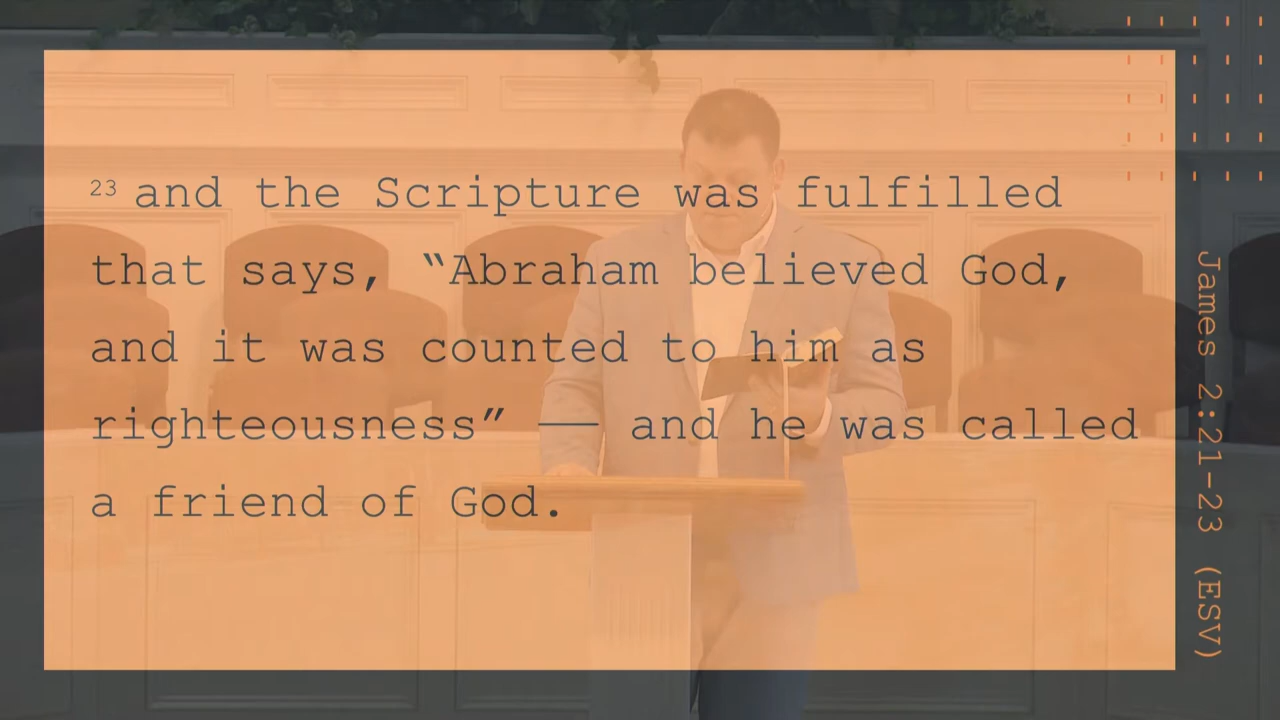 23 and the Scripture was fulfilled
that says, “Abraham believed God,
and it was counted to him as
righteousness” — and he was called
a friend of God.
James 2:21-23 (ESV)